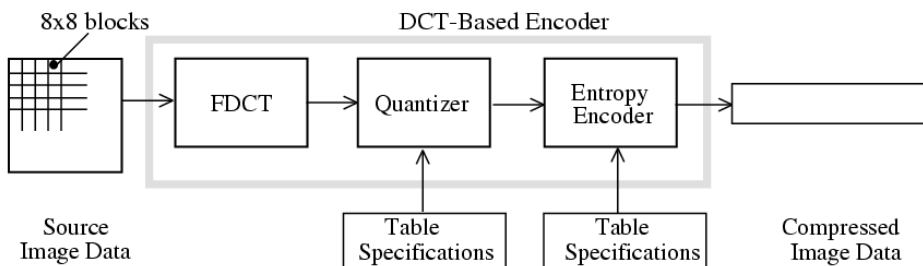 8x8 blocks
DCT-Based Encoder
FDCT
Quantizer
Entropy
Encoder
Source
Image Data
Table
Specifications
Table
Specifications
Compressed
Image Data